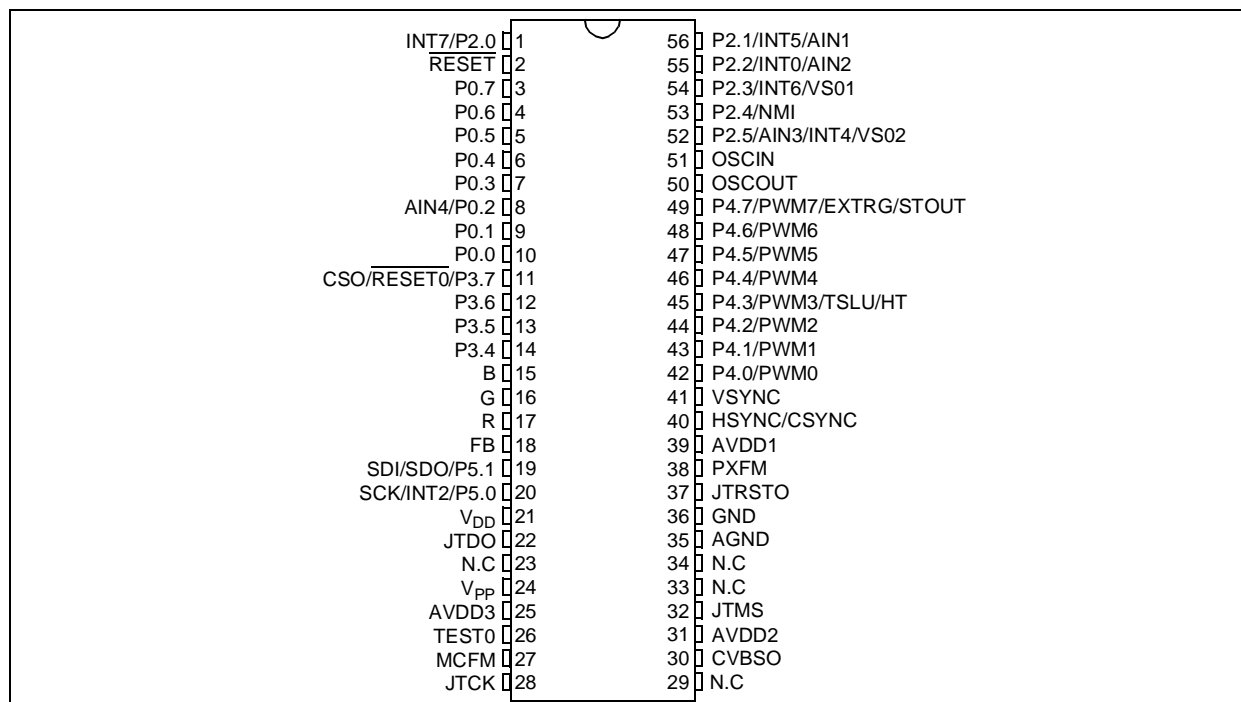 INT7/P2.0 1 56 P2.1/INT5/AIN1
RESET 2 55 P2.2/INT0/AIN2
P0.7 3 54 P2.3/INT6/VS01
P0.6 4 53 P2.4/NMI
P0.5 5 52 P2.5/AIN3/INT4/VS02
P0.4 6 51 OSCIN
P0.3 7 50 OSCOUT
AIN4/P0.2 8 49 P4.7/PWM7/EXTRG/STOUT
P0.1 9 48 P4.6/PWM6
P0.0 10 47 P4.5/PWM5
CSO/RESET0/P3.7 11 46 P4.4/PWM4
P3.6 12 45 P4.3/PWM3/TSLU/HT
P3.5 13 44 P4.2/PWM2
P3.4 14 43 P4.1/PWM1
B 15 42 P4.0/PWM0
G 16 41 VSYNC
R 17 40 HSYNC/CSYNC
FB 18 39 AVDD1
SDI/SDO/P5.1 19 38 PXFM
SCK/INT2/P5.0 20 37 JTRSTO
VDD 21 36 GND
JTDO 22 35 AGND
N.C 23 34 N.C
VPP 24 33 N.C
AVDD3 25 32 JTMS
TEST0 26 31 AVDD2
MCFM 27 30 CVBSO
JTCK 28 29 N.C